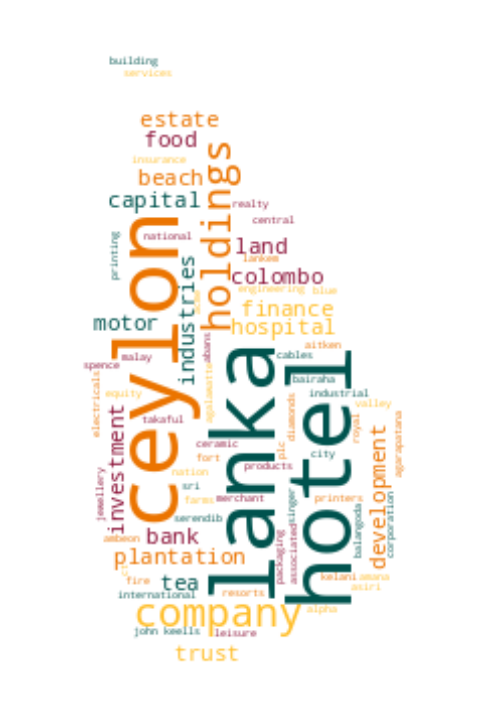 building
services
estate
food
insurance
beach
holdings
capital
realty
central
ceylon
national
printing
land
lankem
industries
colombo
engineering
blue
acme
finance
motor
hospital
abans
aitken
lanka
hotel
cables
malay
spence
agalawatte
bairaha
electricals
equity
industrial
diamonds
valley
investment
takaful
royal
agarapatana
development
ceramic
plc
city
fort
products
nation
jewellery
sri
farms
merchant
singer
printers
corporation
serendib
balangoda
ambeon
bank
associated
packaging
plantation
fire
tea
kelani
amana
international
resorts
asiri
company
alpha
john keells
leisure
trust